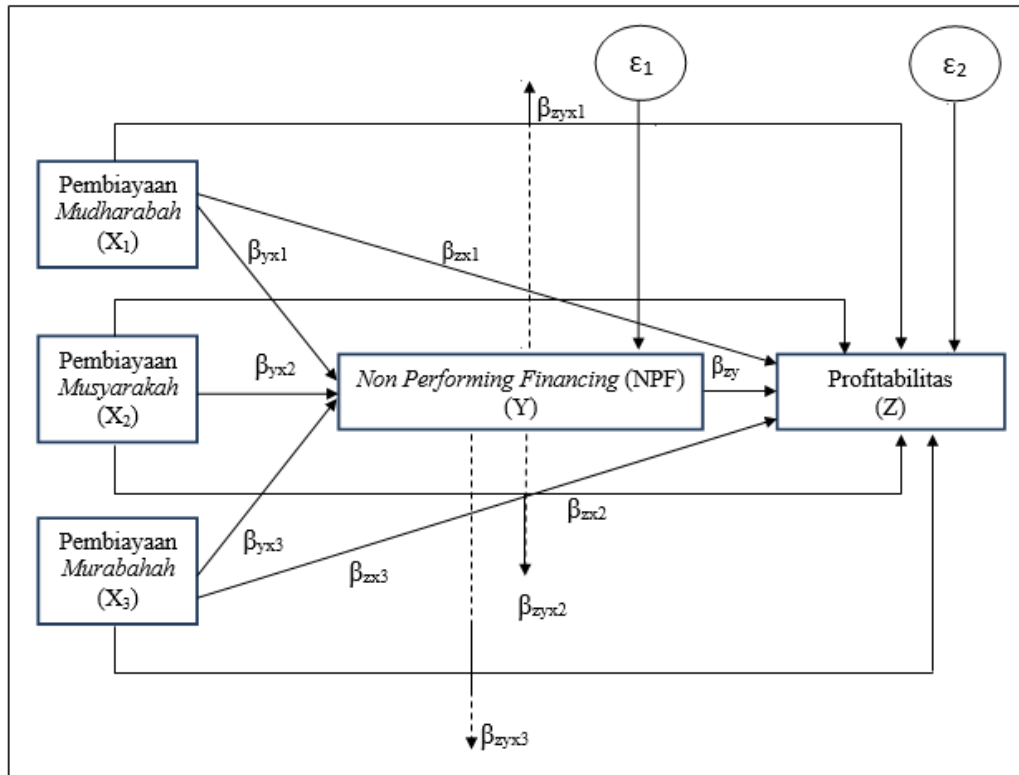 ε₁
ε₂
βzyx1
Pembiayaan
Mudharabah
(X₁)
βyx1
βzx1
Pembiayaan
Musyarakah
(X₂)
βyx2
Non Performing Financing (NPF)
(Y)
βzy
Profitabilitas
(Z)
Pembiayaan
Murabahah
(X₃)
βyx3
βzx3
βzx2
βzyx2
βzyx3